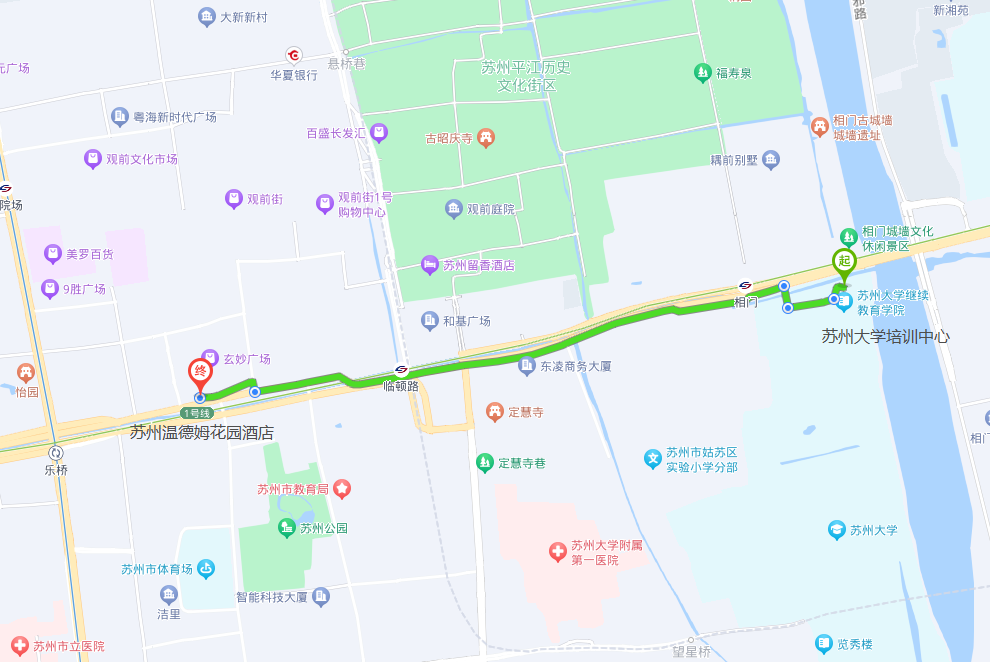 大新新村
和路
新湘苑
悬桥巷
华夏银行
元广场
苏州平江历史
文化街区
福寿泉
粤海新时代广场
百盛长发汇
古昭庆寺
相门古城墙
城墙遗址
观前文化市场
耦前别墅
院场
观前街
观前街1号
购物中心
观前庭院
相门城墙文化
休闲景区
美罗百货
苏州留香酒店
起
9胜广场
相门
苏州大学继续
教育学院
和基广场
苏州大学培训中心
玄妙广场
终
临顿路
东凌商务大厦
怡园
1号线
苏州温德姆花园酒店
定慧寺
相门
乐桥
定慧寺巷
文
苏州市姑苏区
实验小学分部
苏州市教育局
苏州公园
苏州大学
苏州大学附属
第一医院
苏州市体育场
智能科技大厦
洁里
苏州市立医院
望星桥
览秀楼